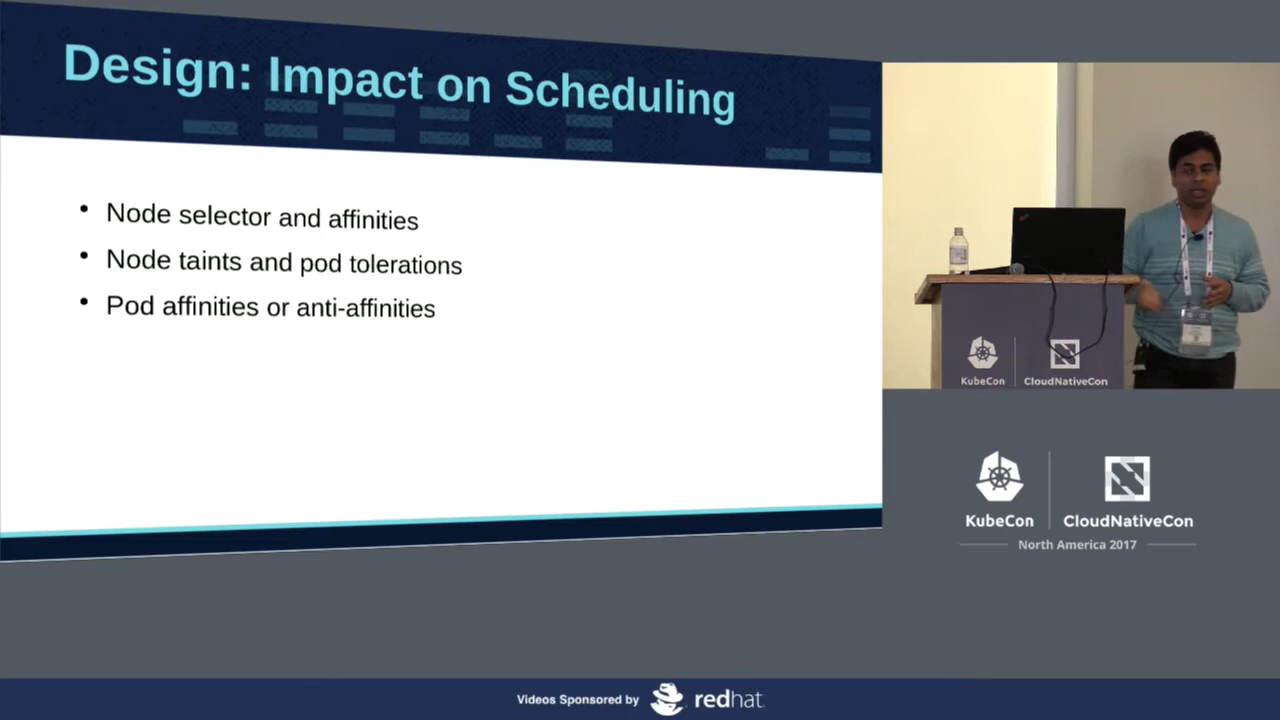 Design: Impact on Scheduling
Node selector and affinities
Node taints and pod tolerations
Pod affinities or anti-affinities
KubeCon
CloudNativeCon
KubeCon
CloudNativeCon
North America 2017
Videos Sponsored by
redhat